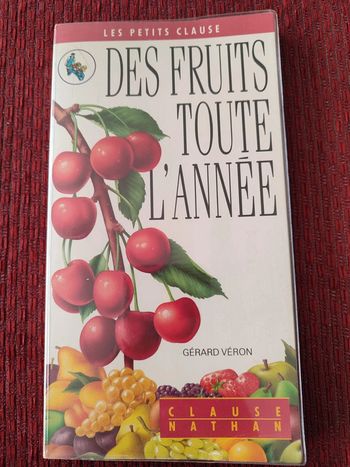 LES PETITS CLAUSE
DES FRUITS
TOUTE
L'ANNÉE
GÉRARD VÉRON
CLAUSE
NATHAN